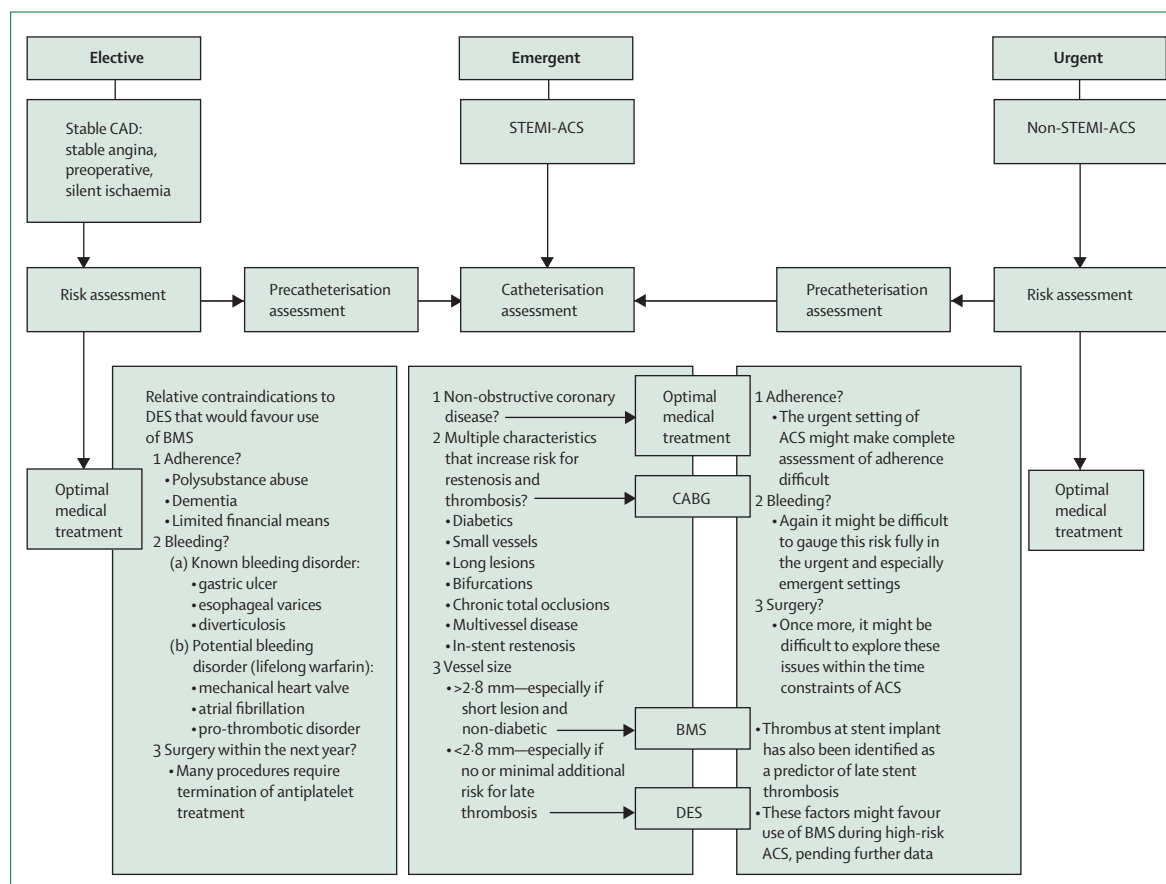 Elective
Emergent
Urgent
Stable CAD:
stable angina,
preoperative,
silent ischaemia
STEMI-ACS
Non-STEMI-ACS
Risk assessment
Precatheterisation
assessment
Catheterisation
assessment
Precatheterisation
assessment
Risk assessment
Optimal
medical
treatment
Relative contraindications to
DES that would favour use
of BMS
1 Adherence?
• Polysubstance abuse
• Dementia
• Limited financial means
2 Bleeding?
(a) Known bleeding disorder:
• gastric ulcer
• esophageal varices
• diverticulosis
(b) Potential bleeding
disorder (lifelong warfarin):
• mechanical heart valve
• atrial fibrillation
• pro-thrombotic disorder
3 Surgery within the next year?
• Many procedures require
termination of antiplatelet
treatment
1 Non-obstructive coronary
disease?
2 Multiple characteristics
that increase risk for
restenosis and
thrombosis?
• Diabetics
• Small vessels
• Long lesions
• Bifurcations
• Chronic total occlusions
• Multivessel disease
• In-stent restenosis
3 Vessel size
• >2·8 mm—especially if
short lesion and
non-diabetic
• <2·8 mm—especially if
no or minimal additional
risk for late
thrombosis
Optimal
medical
treatment
CABG
BMS
DES
1 Adherence?
• The urgent setting of
ACS might make complete
assessment of adherence
difficult
2 Bleeding?
• Again it might be difficult
to gauge this risk fully in
the urgent and especially
emergent settings
3 Surgery?
• Once more, it might be
difficult to explore these
issues within the time
constraints of ACS
• Thrombus at stent implant
has also been identified as
a predictor of late stent
thrombosis
• These factors might favour
use of BMS during high-risk
ACS, pending further data
Optimal
medical
treatment